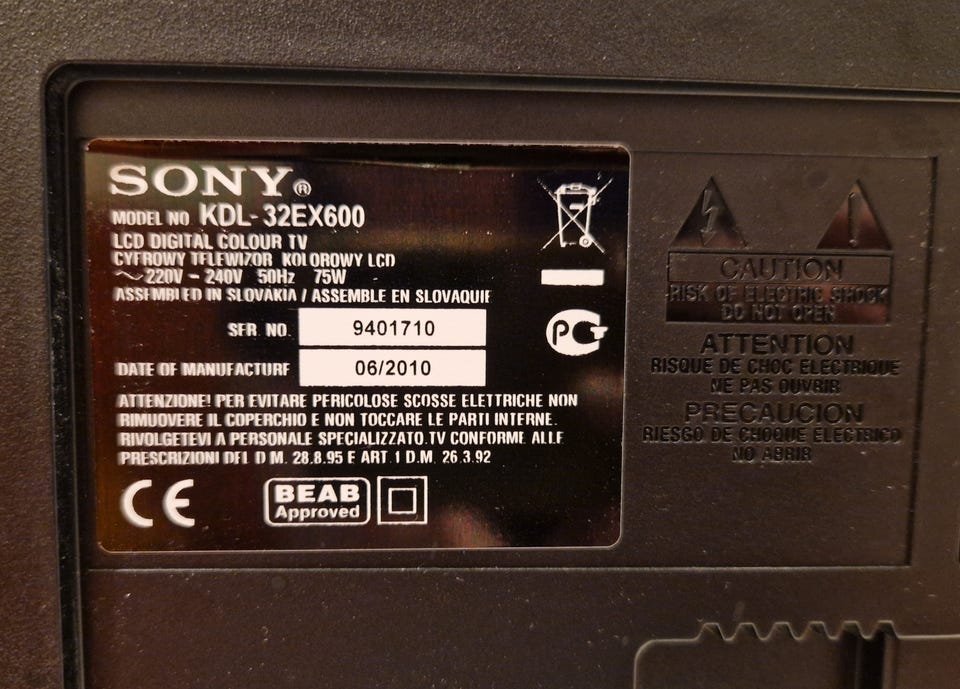 SONY®
MODEL NO KDL-32EX600
LCD DIGITAL COLOUR TV
CYFROWY TELEWIZOR KOLOROWY LCD
~220V - 240V 50Hz 75W
ASSEMBLED IN SLOVAKIA / ASSEMBLE EN SLOVAQUIE
SER. NO. 9401710
DATE OF MANUFACTURE 06/2010
ATTENZIONE! PER EVITARE PERICOLOSE SCOSSE ELETTRICHE NON
RIMUOVERE IL COPERCHIO E NON TOCCARE LE PARTI INTERNE.
RIVOLGETEVI A PERSONALE SPECIALIZZATO.TV CONFORME ALLE
PRESCRIZIONI DEL D M. 28.8.95 E ART 1 D.M. 26.3.92
CE
BEAB
Approved
PCT
CAUTION
RISK OF ELECTRIC SHOCK
DO NOT OPEN
ATTENTION
RISQUE DE CHOC ELECTRIQUE
NE PAS OUVRIR
PRECAUCION
RIESGO DE CHOQUE ELECTRICO
NO ABRIR